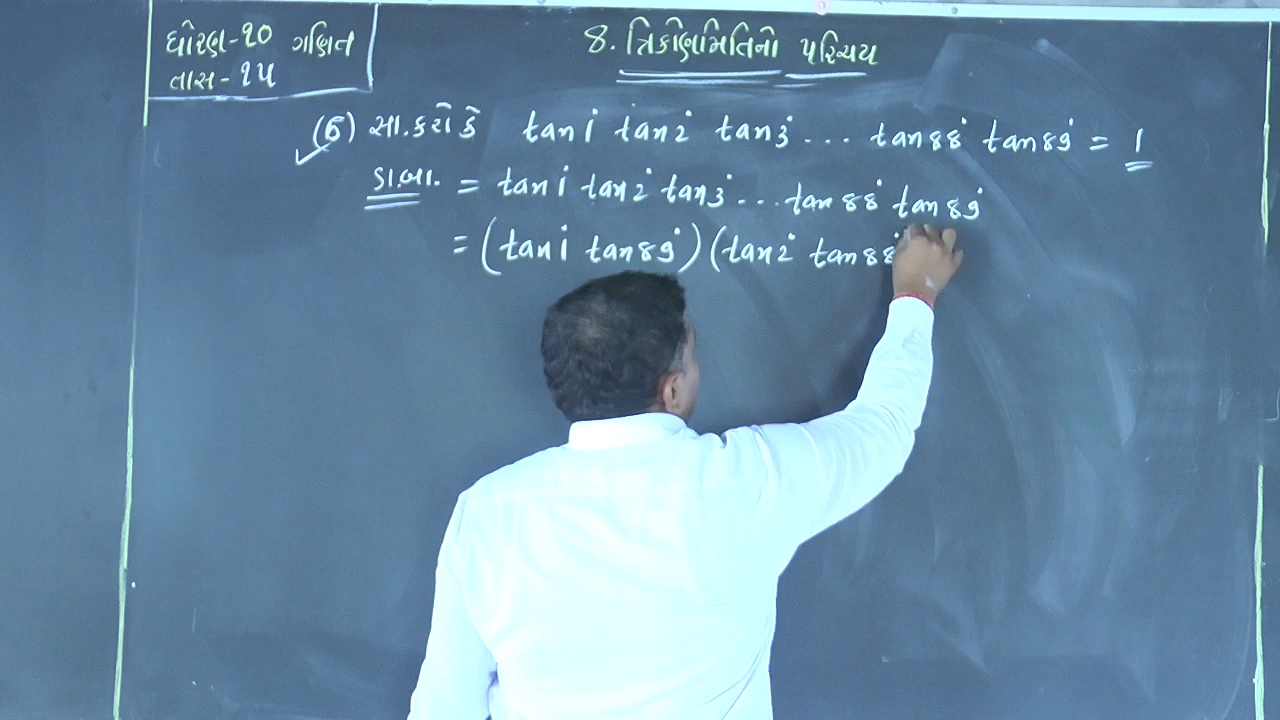 ધોરણ-૧૦ ગણિત
તાસ-૧૫
8. ત્રિકોણમિતિનો પરિચય
(6) સા.કરો કે tan1° tan2° tan3° ... tan88° tan89° = 1
ડા.બા. = tan1° tan2° tan3° ... tan88° tan89°
= (tan1° tan89°) (tan2° tan88°